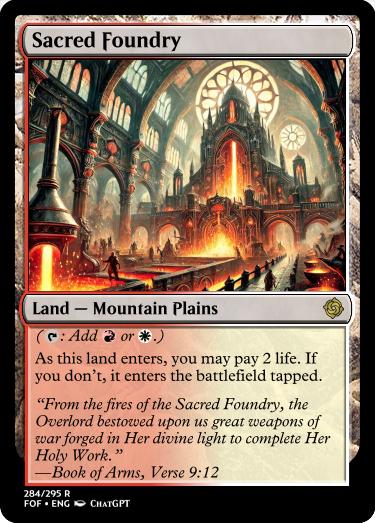 Sacred Foundry
Land — Mountain Plains
( : Add or .)
As this land enters, you may pay 2 life. If
you don't, it enters the battlefield tapped.
“From the fires of the Sacred Foundry, the
Overlord bestowed upon us great weapons of
war forged in Her divine light to complete Her
Holy Work.”
—Book of Arms, Verse 9:12
284/295 R
FOF • ENG ChatGPT